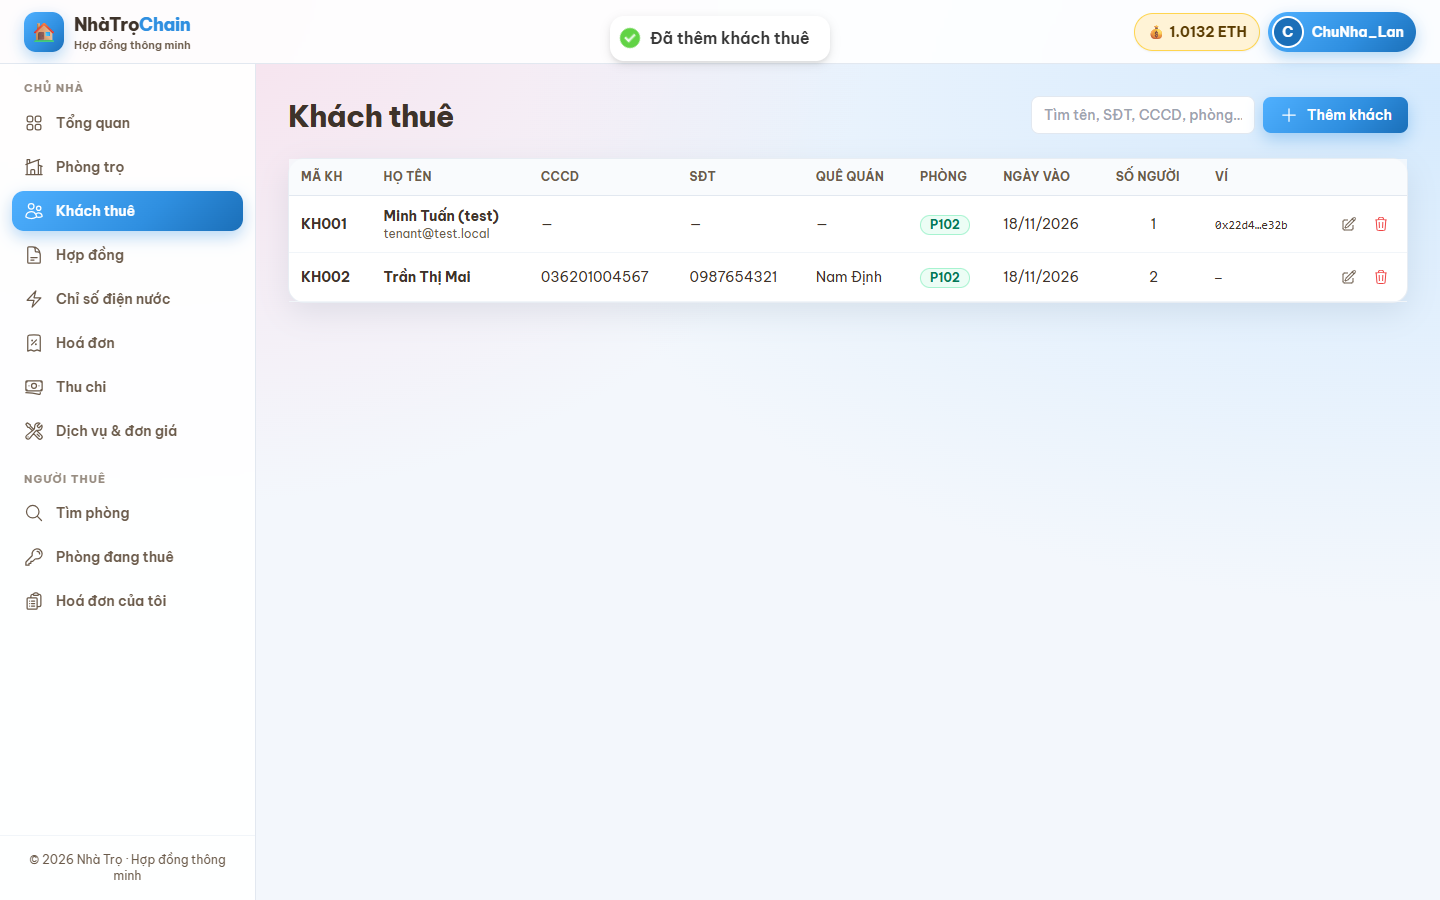 NhàTrọChain
Hợp đồng thông minh
Đã thêm khách thuê
1.0132 ETH
C
ChuNha_Lan
CHỦ NHÀ
Tổng quan
Phòng trọ
Khách thuê
Hợp đồng
Chỉ số điện nước
Hoá đơn
Thu chi
Dịch vụ & đơn giá
NGƯỜI THUÊ
Tìm phòng
Phòng đang thuê
Hoá đơn của tôi
© 2026 Nhà Trọ · Hợp đồng thông
minh
Khách thuê
Tìm tên, SĐT, CCCD, phòng...
Thêm khách
MÃ KH HỌ TÊN CCCD SĐT QUÊ QUÁN PHÒNG NGÀY VÀO SỐ NGƯỜI VÍ
KH001 Minh Tuấn (test) — — — P102 18/11/2026 1 0x22d4…e32b
tenant@test.local
KH002 Trần Thị Mai 036201004567 0987654321 Nam Định P102 18/11/2026 2 –